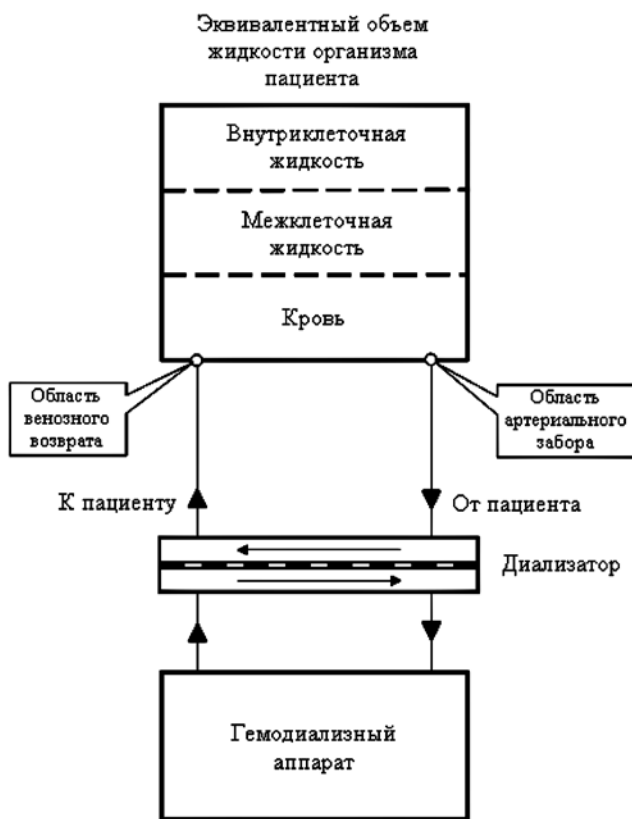 Эквивалентный объем
жидкости организма
пациента
Внутриклеточная
жидкость
Межклеточная
жидкость
Кровь
Область
венозного
возврата
Область
артериального
забора
К пациенту
От пациента
Диализатор
Гемодиализный
аппарат